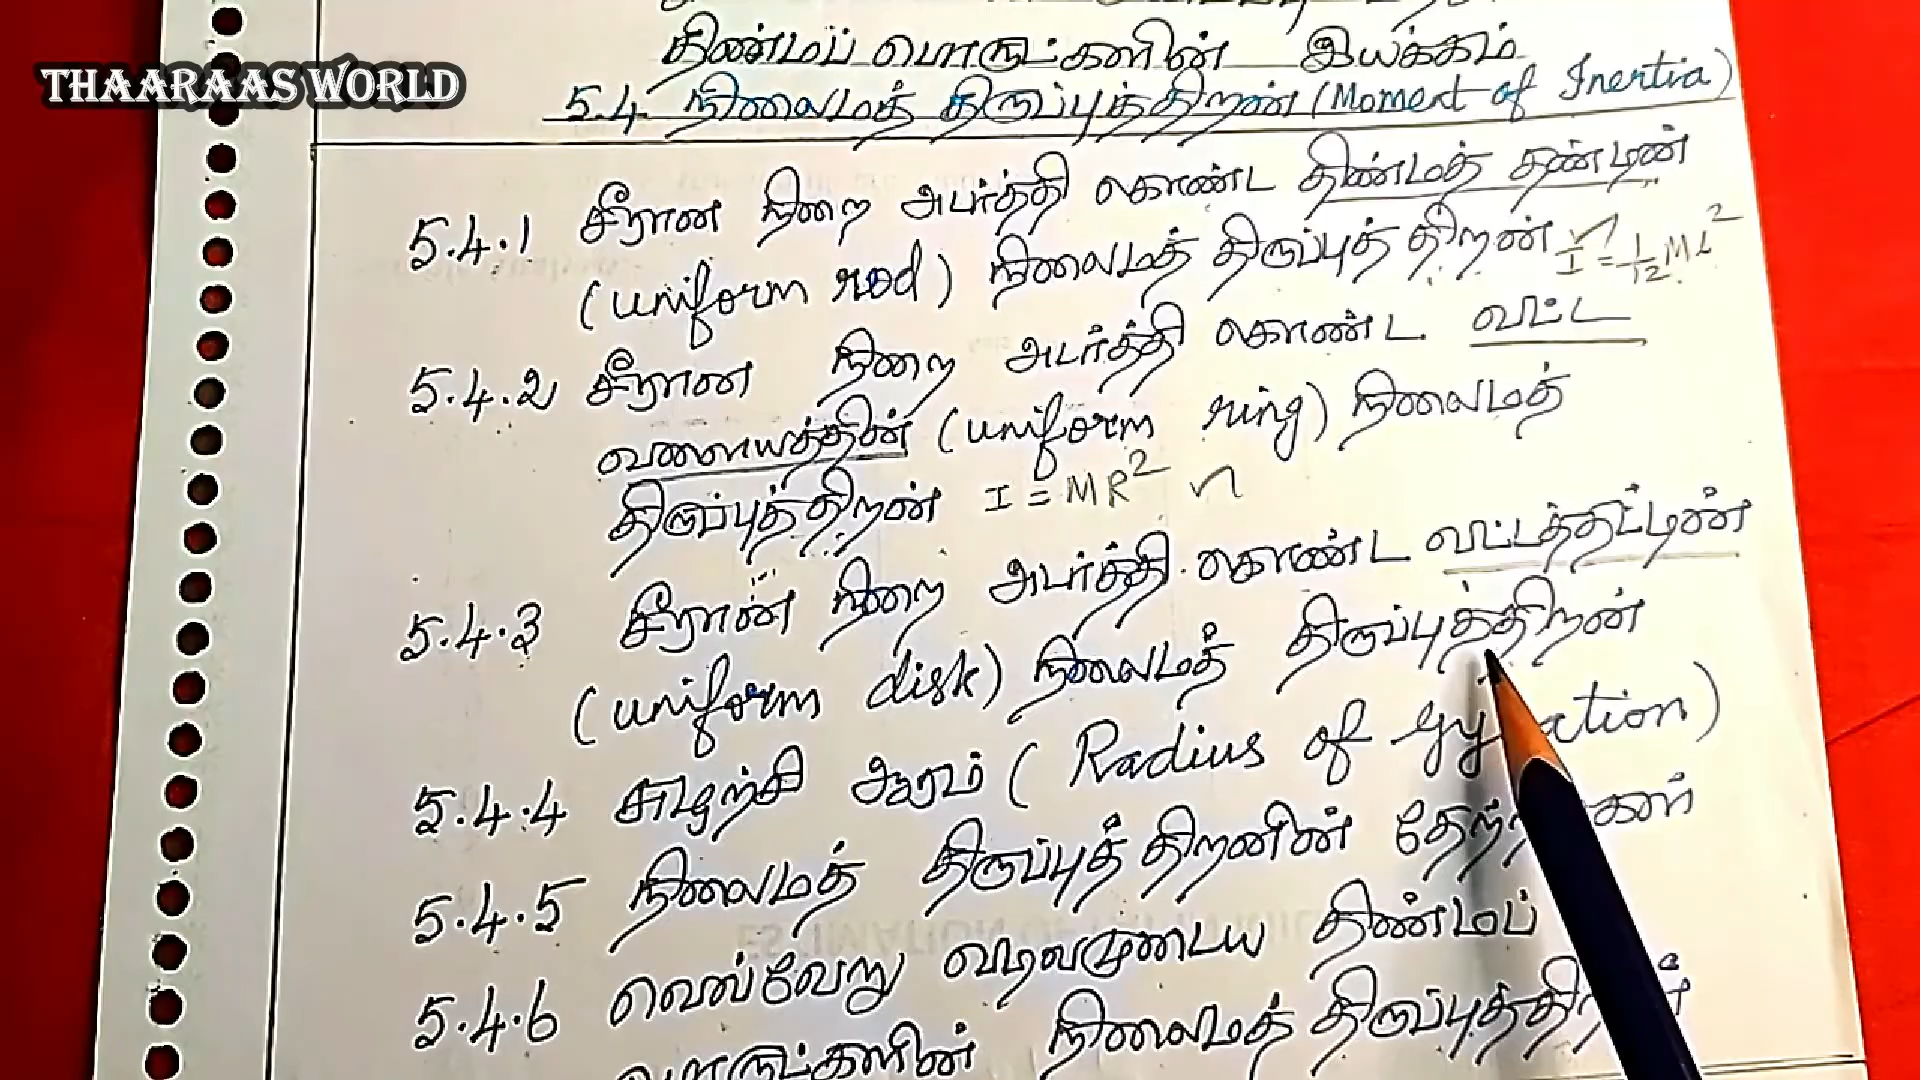 THAARAAS WORLD
திண்மப் பொருட்களின் இயக்கம்
5.4 நிலைமத் திருப்புத்திறன் (Moment of Inertia)
5.4.1 சீரான நிறை அடர்த்தி கொண்ட திண்மத் தண்டின்
(uniform rod) நிலைமத் திருப்புத் திறன் I = 1/12 ML²
5.4.2 சீரான நிறை அடர்த்தி கொண்ட வட்ட
வளையத்தின் (uniform ring) நிலைமத்
திருப்புத்திறன் I = MR²
5.4.3 சீரான் நிறை அடர்த்தி கொண்ட வட்டத்தட்டின்
(uniform disk) நிலைமத் திருப்புத்திறன்
5.4.4 சுழற்சி ஆரம் (Radius of Gyration)
5.4.5 நிலைமத் திருப்புத் திறனின்
5.4.6 வெவ்வேறு வடிவமுடைய திண்மப்
பொருட்களின் நிலைமத்